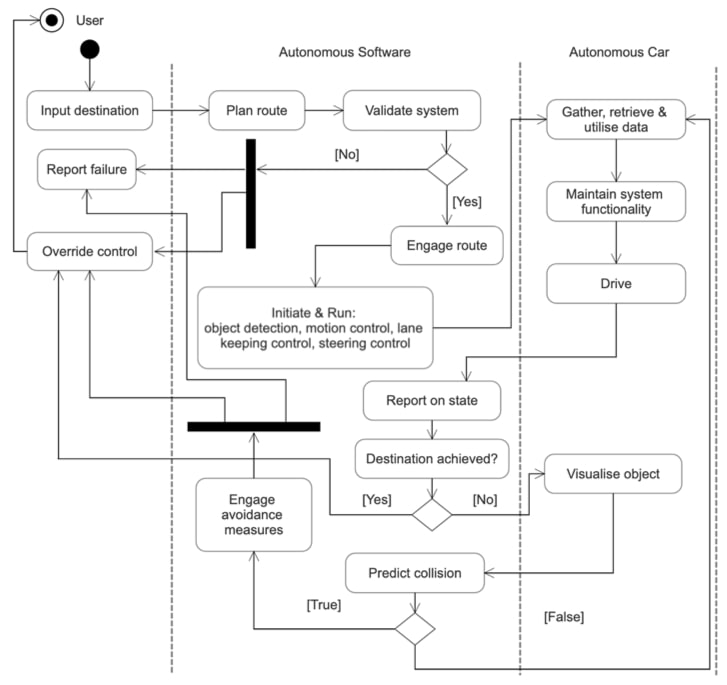 User
Autonomous Software
Autonomous Car
Input destination
Plan route
Validate system
Gather, retrieve &
utilise data
[No]
Report failure
[Yes]
Maintain system
functionality
Override control
Engage route
Drive
Initiate & Run:
object detection, motion control, lane
keeping control, steering control
Report on state
Destination achieved?
Visualise object
[Yes]
[No]
Engage
avoidance
measures
Predict collision
[True]
[False]